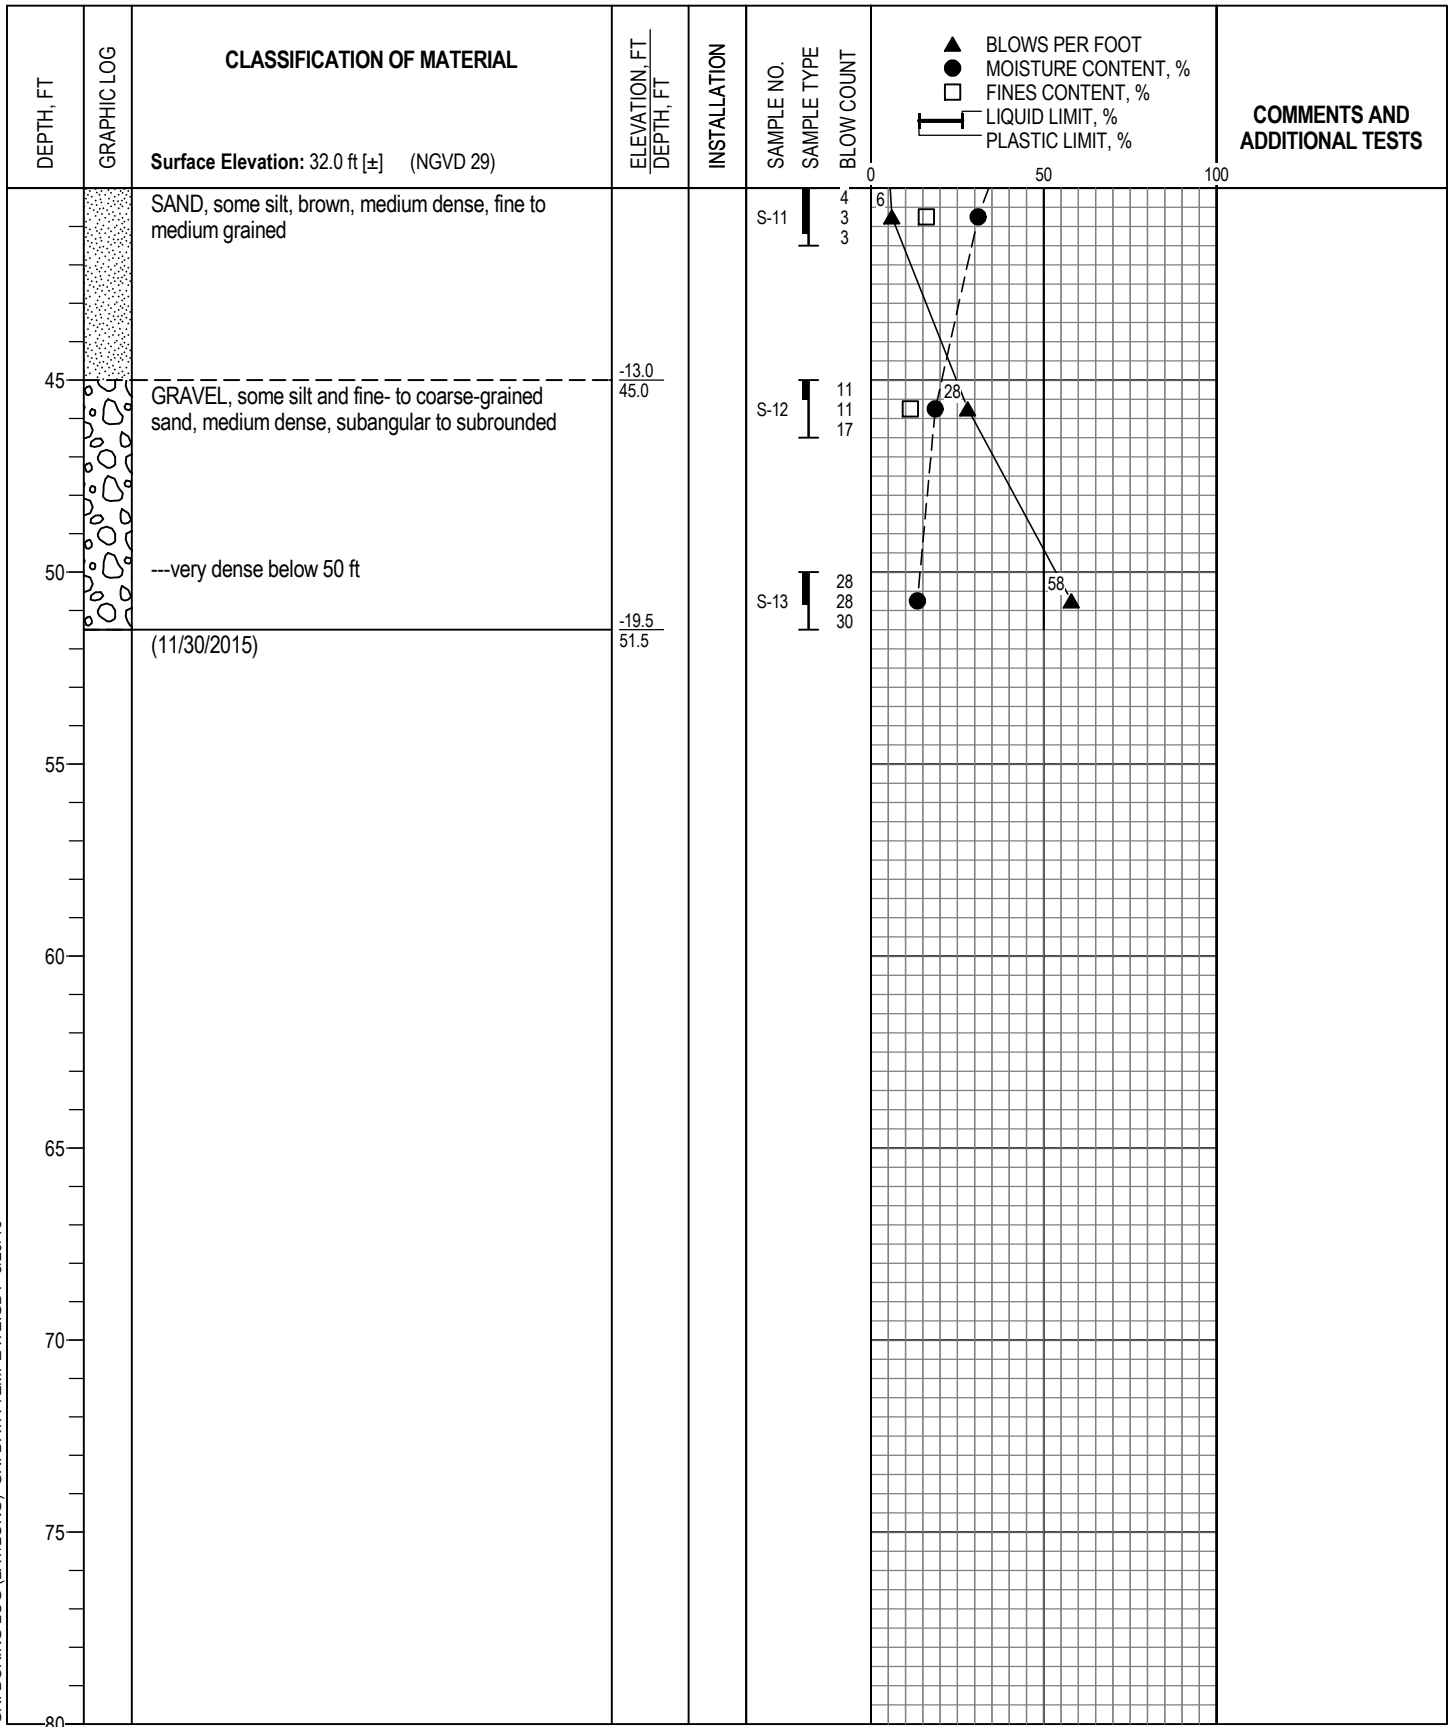 DEPTH, FT
GRAPHIC LOG
CLASSIFICATION OF MATERIAL
Surface Elevation: 32.0 ft [±] (NGVD 29)
ELEVATION, FT
DEPTH, FT
INSTALLATION
SAMPLE NO.
SAMPLE TYPE
BLOW COUNT
BLOWS PER FOOT
MOISTURE CONTENT, %
FINES CONTENT, %
LIQUID LIMIT, %
PLASTIC LIMIT, %
COMMENTS AND
ADDITIONAL TESTS
0 50 100
SAND, some silt, brown, medium dense, fine to
medium grained
S-11
4
3
3
6
45
-13.0
45.0
GRAVEL, some silt and fine- to coarse-grained
sand, medium dense, subangular to subrounded
S-12
11
11
17
28
50
---very dense below 50 ft
S-13
28
28
30
58
-19.5
51.5
(11/30/2015)
55
60
65
70
75
80